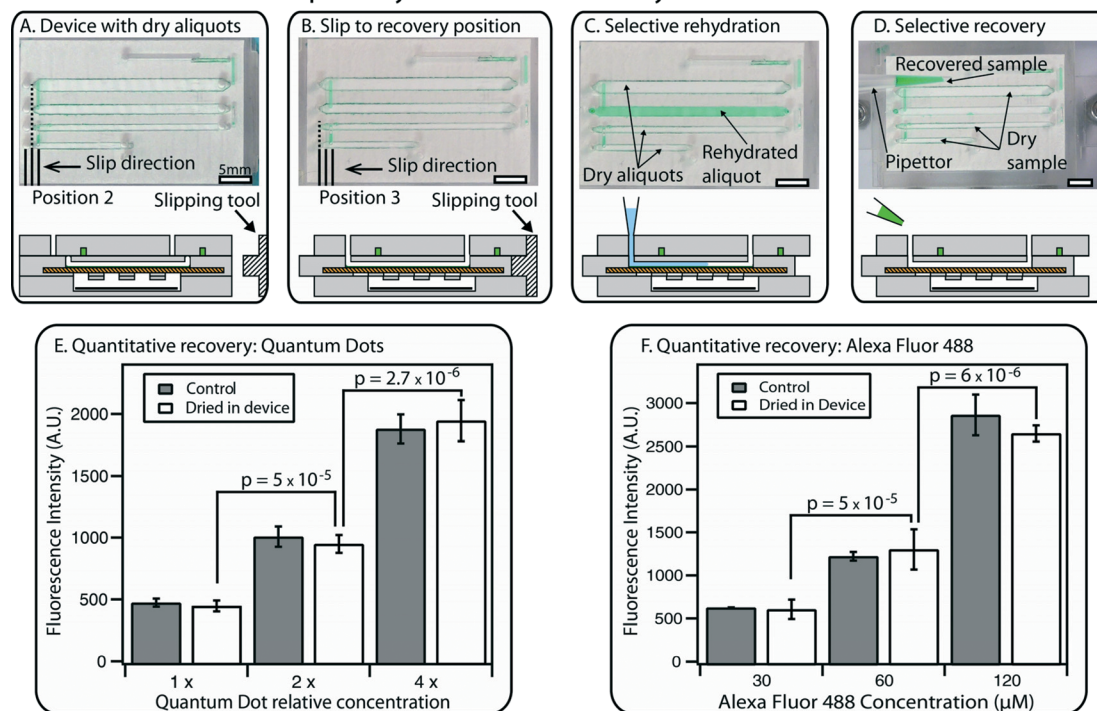 A. Device with dry aliquots
Slip direction
5mm
Position 2
Slipping tool
B. Slip to recovery position
Slip direction
Position 3
Slipping tool
C. Selective rehydration
Dry aliquots
Rehydrated
aliquot
D. Selective recovery
Recovered sample
Pipettor
Dry
sample
E. Quantitative recovery: Quantum Dots
Control
Dried in device
p = 2.7 x 10⁻⁶
p = 5 x 10⁻⁵
Fluorescence Intensity (A.U.)
2000
1500
1000
500
0
1 x
2 x
4 x
Quantum Dot relative concentration
F. Quantitative recovery: Alexa Fluor 488
Control
Dried in Device
p = 6 x 10⁻⁶
p = 5 x 10⁻⁵
Fluorescence Intensity (A.U.)
3000
2500
2000
1500
1000
500
0
30
60
120
Alexa Fluor 488 Concentration (μM)